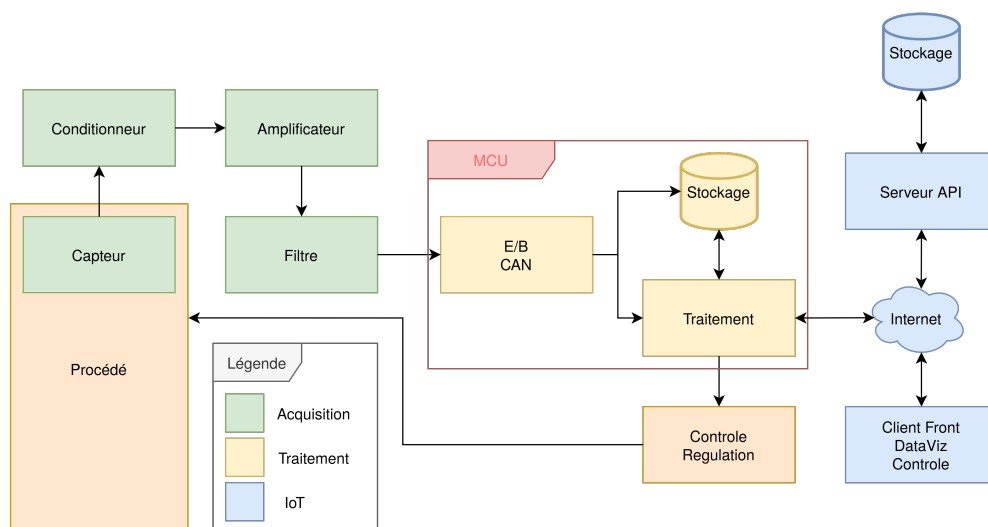 Stockage
Conditionneur
Amplificateur
MCU
Stockage
Serveur API
Capteur
Filtre
E/B
CAN
Traitement
Internet
Procédé
Légende
Acquisition
Traitement
IoT
Controle
Regulation
Client Front
DataViz
Controle